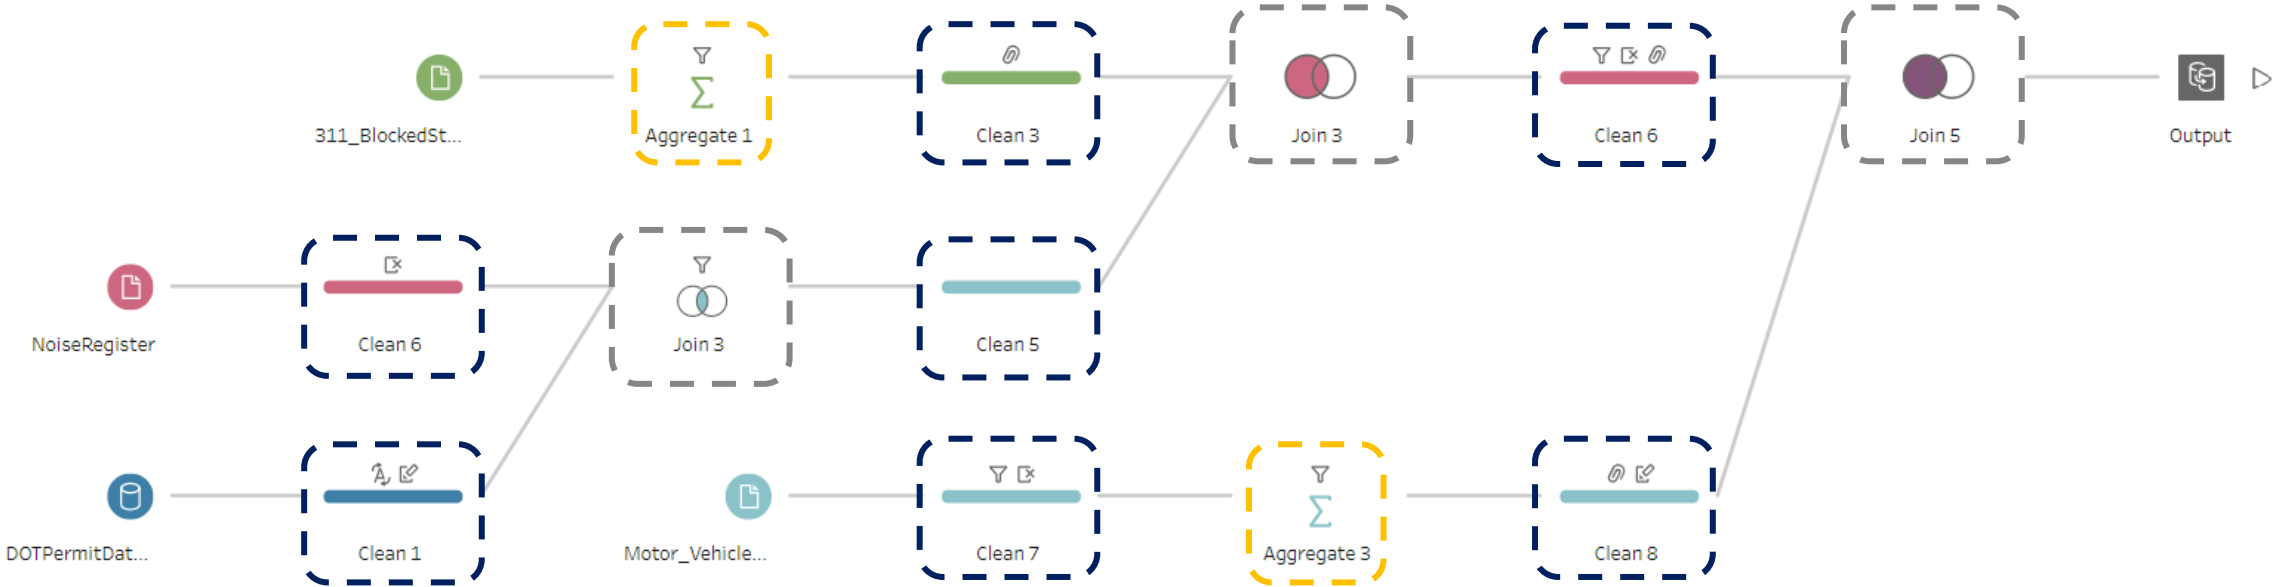 311_BlockedSt...
Aggregate 1
Clean 3
Join 3
Clean 6
Join 5
Output
NoiseRegister
Clean 6
Join 3
Clean 5
DOTPermitDat...
Clean 1
Motor_Vehicle...
Clean 7
Aggregate 3
Clean 8